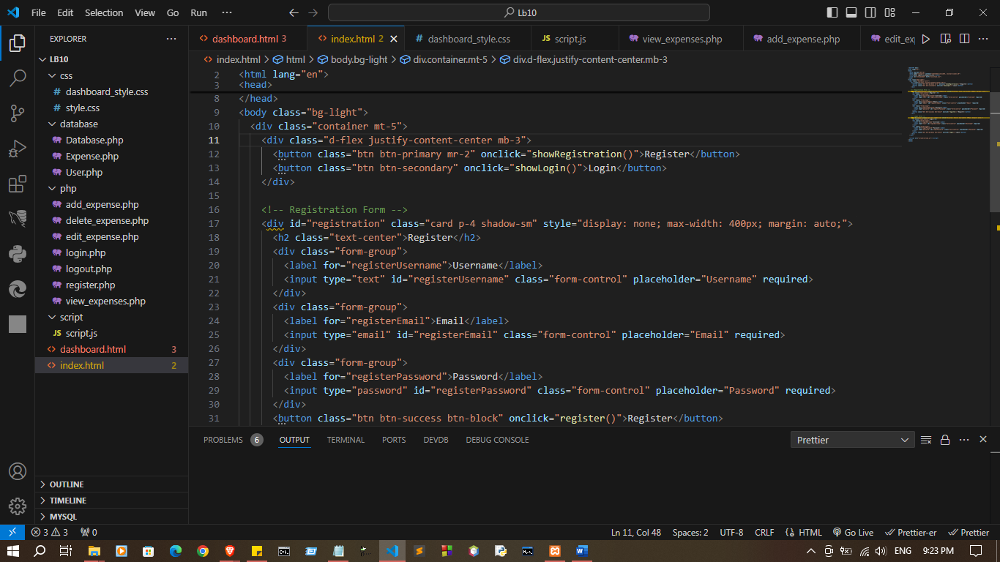 File Edit Selection View Go Run ··· Lb10
EXPLORER ···
LB10
css
# dashboard_style.css
# style.css
database
Database.php
Expense.php
User.php
php
add_expense.php
delete_expense.php
edit_expense.php
login.php
logout.php
register.php
view_expenses.php
script
JS script.js
<> dashboard.html 3
<> index.html 2
OUTLINE
TIMELINE
MYSQL
<> dashboard.html 3 <> index.html 2 # dashboard_style.css JS script.js view_expenses.php add_expense.php edit_exp ···
<> index.html > html > body.bg-light > div.container.mt-5 > div.d-flex.justify-content-center.mb-3
2 <html lang="en">
3 <head>
8 </head>
9 <body class="bg-light">
10 <div class="container mt-5">
11 <div class="d-flex justify-content-center mb-3">
12 <button class="btn btn-primary mr-2" onclick="showRegistration()">Register</button>
13 <button class="btn btn-secondary" onclick="showLogin()">Login</button>
14 </div>
15
16 <!-- Registration Form -->
17 <div id="registration" class="card p-4 shadow-sm" style="display: none; max-width: 400px; margin: auto;">
18 <h2 class="text-center">Register</h2>
19 <div class="form-group">
20 <label for="registerUsername">Username</label>
21 <input type="text" id="registerUsername" class="form-control" placeholder="Username" required>
22 </div>
23 <div class="form-group">
24 <label for="registerEmail">Email</label>
25 <input type="email" id="registerEmail" class="form-control" placeholder="Email" required>
26 </div>
27 <div class="form-group">
28 <label for="registerPassword">Password</label>
29 <input type="password" id="registerPassword" class="form-control" placeholder="Password" required>
30 </div>
31 <button class="btn btn-success btn-block" onclick="register()">Register</button>
PROBLEMS 6 OUTPUT TERMINAL PORTS DEVDB DEBUG CONSOLE Prettier ···
3 3 0 Ln 11, Col 48 Spaces: 2 UTF-8 CRLF {} HTML Go Live Prettier-er Prettier
ENG 9:23 PM